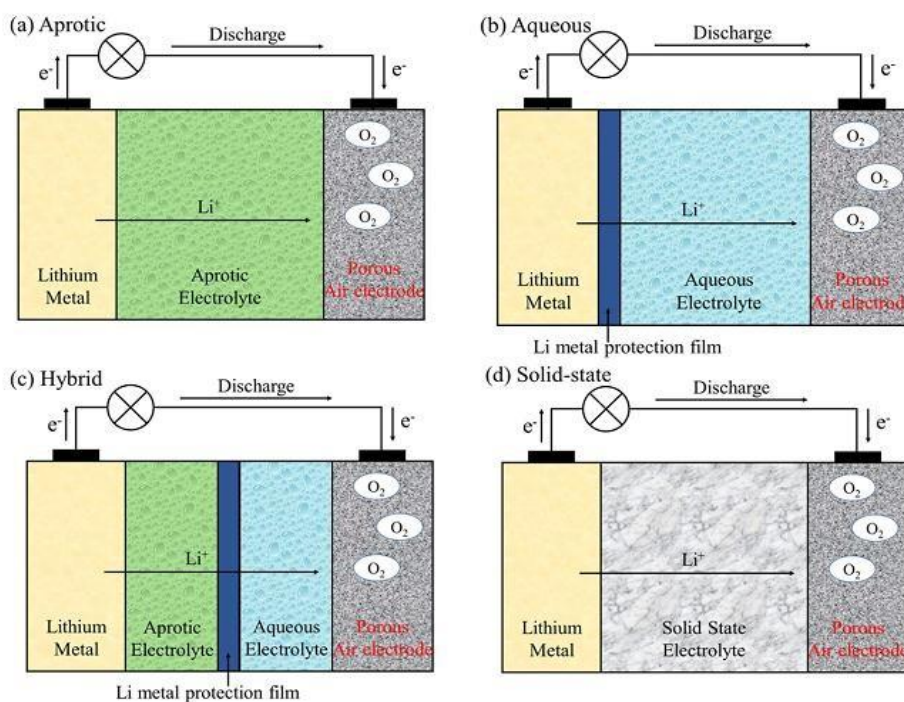 (a) Aprotic
Discharge
e-
e-
O2
O2
O2
Li+
Lithium
Metal
Aprotic
Electrolyte
Porous
Air electrode
(b) Aqueous
Discharge
e-
e-
O2
O2
O2
Li+
Lithium
Metal
Aqueous
Electrolyte
Porous
Air electrode
Li metal protection film
(c) Hybrid
Discharge
e-
e-
O2
O2
O2
Li+
Lithium
Metal
Aprotic
Electrolyte
Aqueous
Electrolyte
Porous
Air electrode
Li metal protection film
(d) Solid-state
Discharge
e-
e-
O2
O2
O2
Li+
Lithium
Metal
Solid State
Electrolyte
Porous
Air electrode